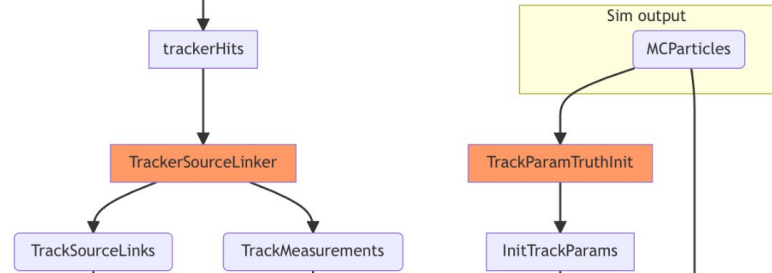 Sim output
trackerHits
MCParticles
TrackerSourceLinker
TrackParamTruthInit
TrackSourceLinks
TrackMeasurements
InitTrackParams